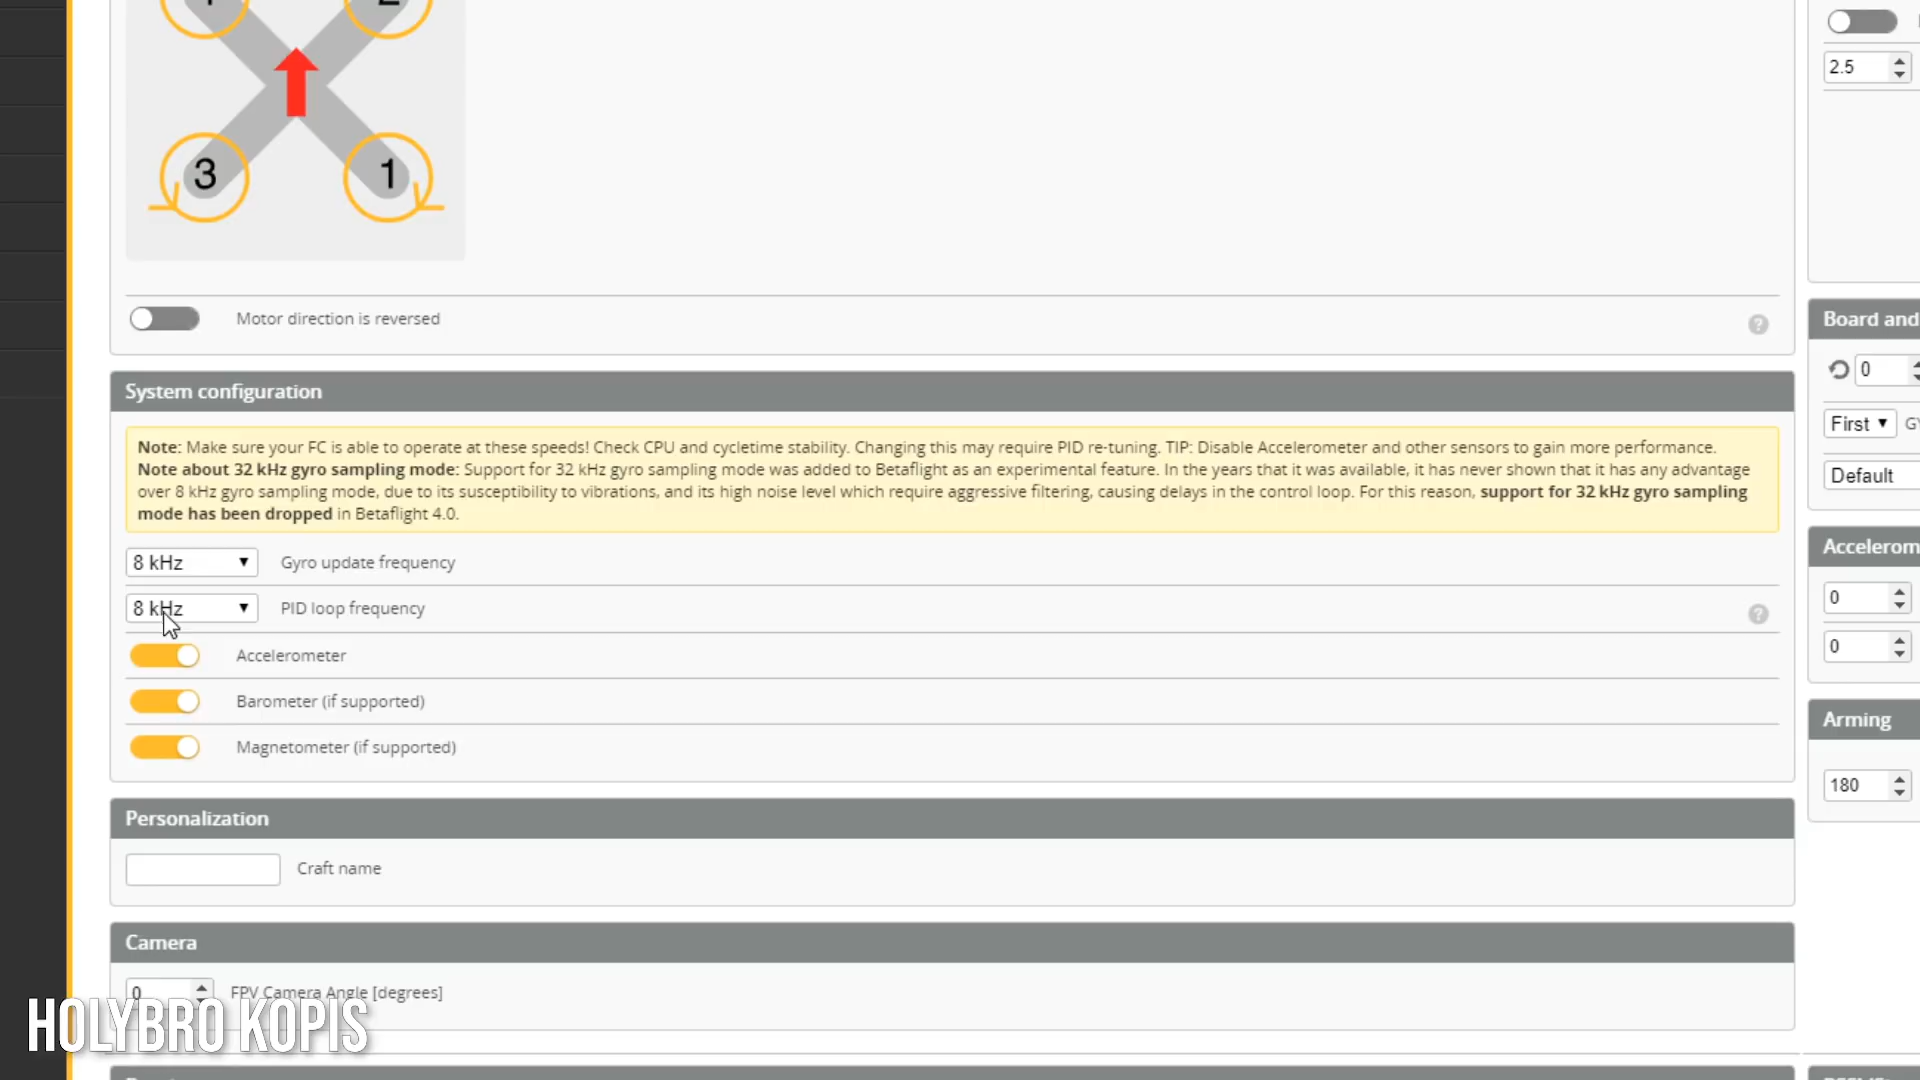 3
1
2.5
Motor direction is reversed
Board and
0
System configuration
Note: Make sure your FC is able to operate at these speeds! Check CPU and cycletime stability. Changing this may require PID re-tuning. TIP: Disable Accelerometer and other sensors to gain more performance.
Note about 32 kHz gyro sampling mode: Support for 32 kHz gyro sampling mode was added to Betaflight as an experimental feature. In the years that it was available, it has never shown that it has any advantage
over 8 kHz gyro sampling mode, due to its susceptibility to vibrations, and its high noise level which require aggressive filtering, causing delays in the control loop. For this reason, support for 32 kHz gyro sampling
mode has been dropped in Betaflight 4.0.
First
Default
8 kHz Gyro update frequency
8 kHz PID loop frequency
Accelerometer
Barometer (if supported)
Magnetometer (if supported)
Accelerom
0
0
Arming
180
Personalization
Craft name
Camera
0 FPV Camera Angle [degrees]
HOLYBRO KOPIS